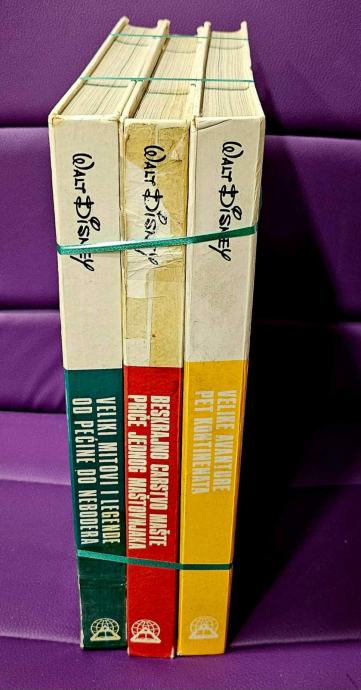 Walt Disney
VELIKI MITOVI I LEGENDE
OD PEĆINE DO NEBODERA
Walt Disney
BESKRAJNO CARSTVO MAŠTE
PRIČE JEDNOG MAŠTOVNJAKA
Walt Disney
VELIKE AVANTURE
PET KONTINENATA